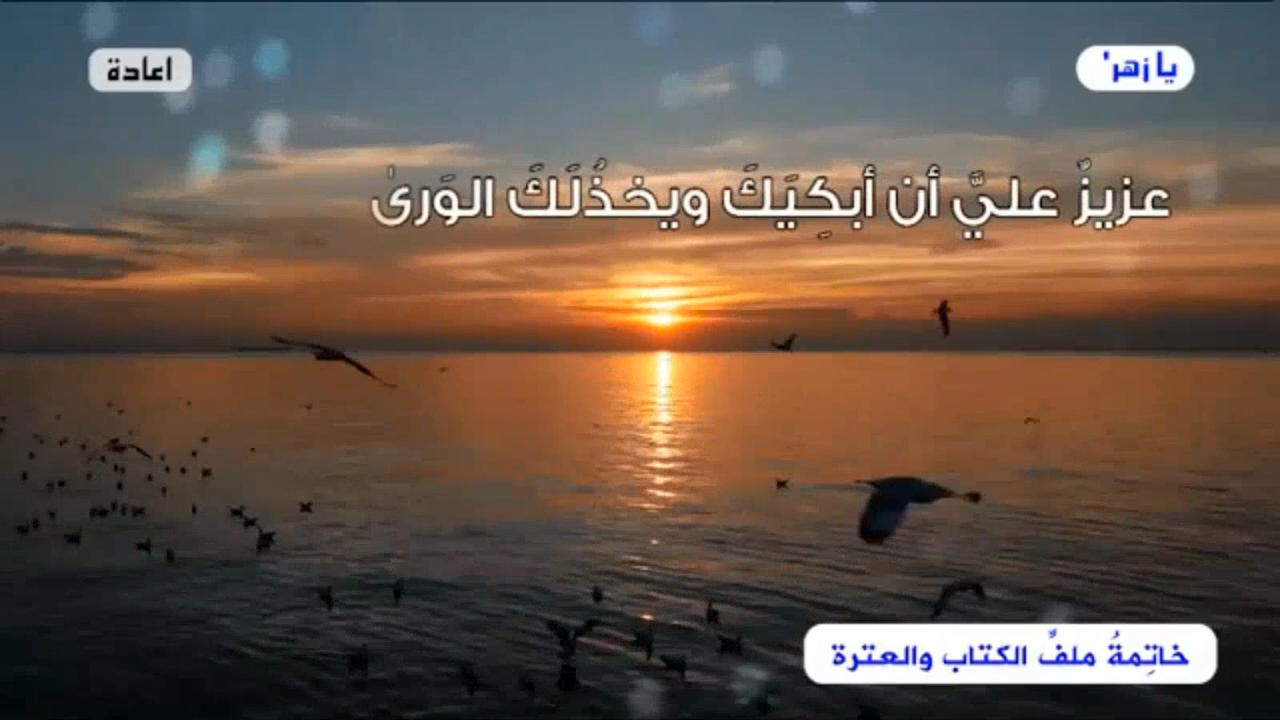 يا زهر'
اعادة
عزيزٌ عليَّ أن أبكِيَكَ ويخذُلَكَ الوَرىٰ
خاتِمةُ ملفِّ الكتاب والعترة